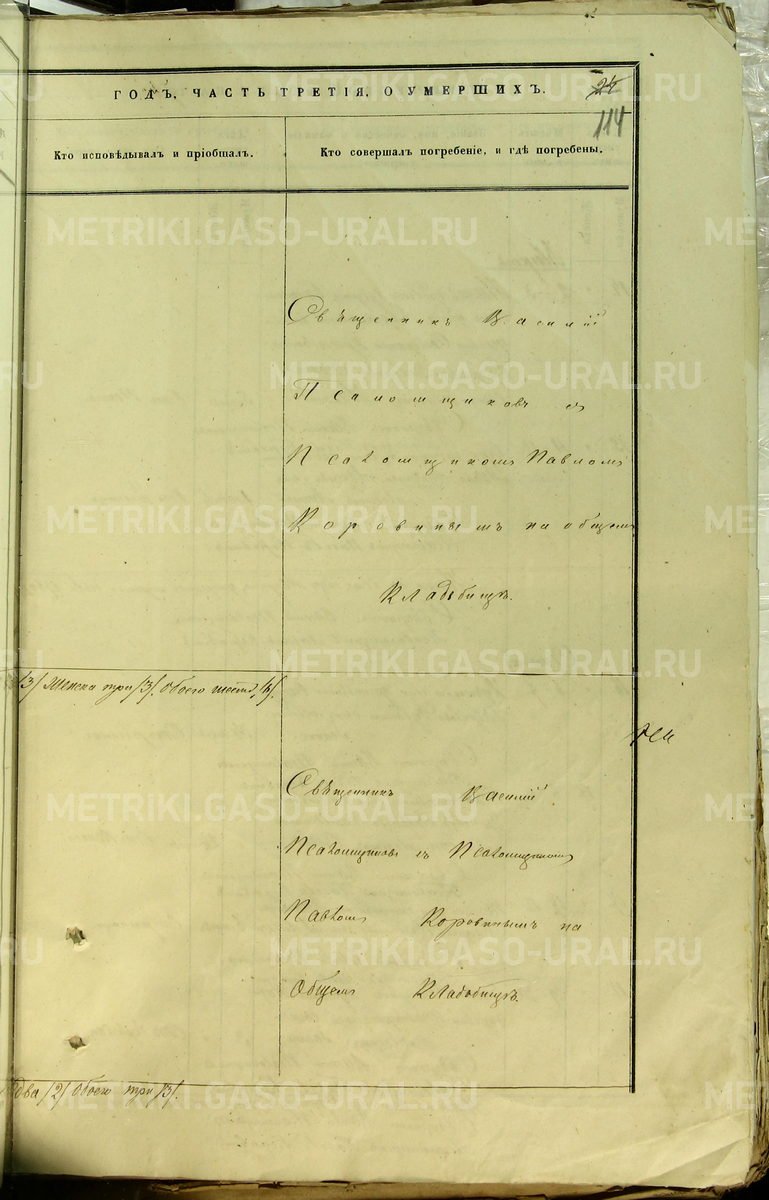 ГОДЪ, ЧАСТЬ ТРЕТІЯ, О УМЕРШИХЪ.
24
114
Кто исповѣдывалъ и пріобщалъ.
Кто совершалъ погребеніе, и гдѣ погребены.
METRIKI.GASO-URAL.RU
Священникъ Василій
Псаломщиковъ съ
Псаломщикомъ Павломъ
Коровинымъ на общемъ
Кладбищѣ.
/3/ Женска три /3/. Обоего шесть /6/.
Священникъ Василій
Псаломщиковъ съ Псаломщикомъ
Павломъ Коровинымъ на
Общемъ Кладбищѣ.
два /2/ Обоего три /3/.